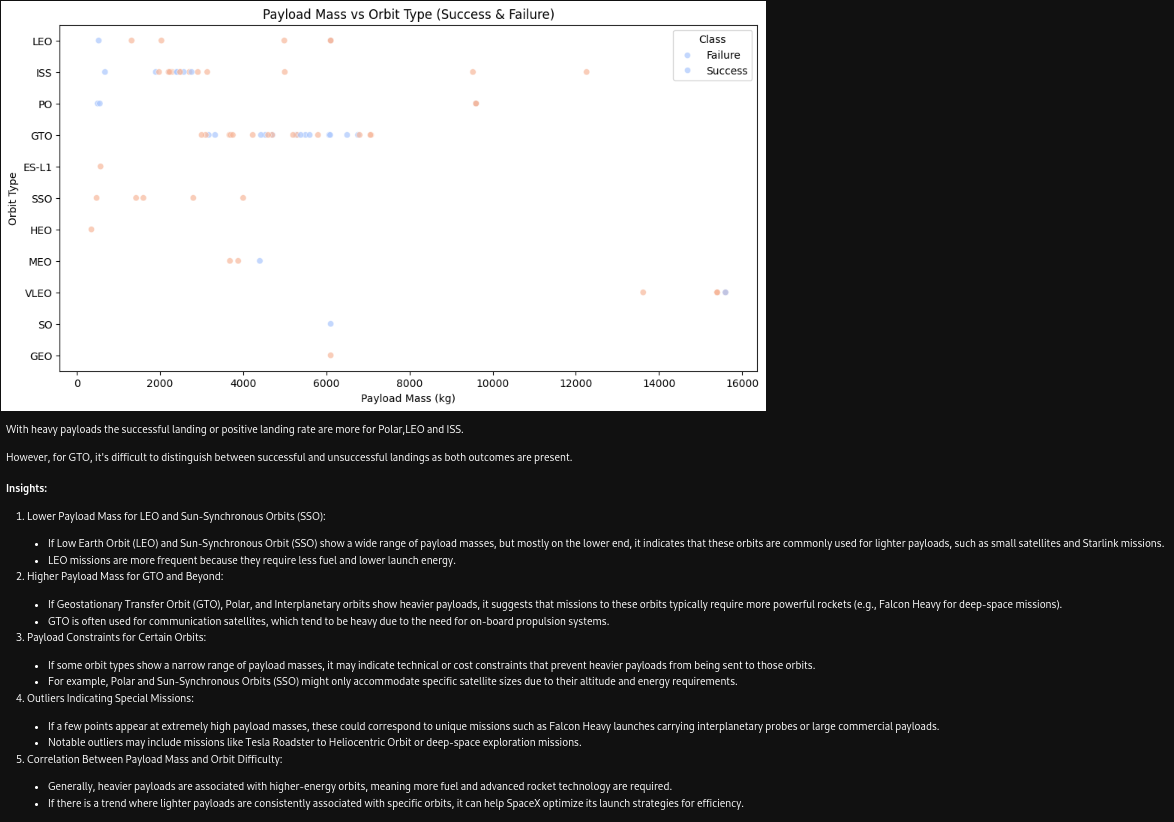 Payload Mass vs Orbit Type (Success & Failure)
Class
Failure
Success
Orbit Type
LEO
ISS
PO
GTO
ES-L1
SSO
HEO
MEO
VLEO
SO
GEO
0 2000 4000 6000 8000 10000 12000 14000 16000
Payload Mass (kg)
With heavy payloads the successful landing or positive landing rate are more for Polar,LEO and ISS.
However, for GTO, it's difficult to distinguish between successful and unsuccessful landings as both outcomes are present.
Insights:
1. Lower Payload Mass for LEO and Sun-Synchronous Orbits (SSO):
• If Low Earth Orbit (LEO) and Sun-Synchronous Orbit (SSO) show a wide range of payload masses, but mostly on the lower end, it indicates that these orbits are commonly used for lighter payloads, such as small satellites and Starlink missions.
• LEO missions are more frequent because they require less fuel and lower launch energy.
2. Higher Payload Mass for GTO and Beyond:
• If Geostationary Transfer Orbit (GTO), Polar, and Interplanetary orbits show heavier payloads, it suggests that missions to these orbits typically require more powerful rockets (e.g., Falcon Heavy for deep-space missions).
• GTO is often used for communication satellites, which tend to be heavy due to the need for on-board propulsion systems.
3. Payload Constraints for Certain Orbits:
• If some orbit types show a narrow range of payload masses, it may indicate technical or cost constraints that prevent heavier payloads from being sent to those orbits.
• For example, Polar and Sun-Synchronous Orbits (SSO) might only accommodate specific satellite sizes due to their altitude and energy requirements.
4. Outliers Indicating Special Missions:
• If a few points appear at extremely high payload masses, these could correspond to unique missions such as Falcon Heavy launches carrying interplanetary probes or large commercial payloads.
• Notable outliers may include missions like Tesla Roadster to Heliocentric Orbit or deep-space exploration missions.
5. Correlation Between Payload Mass and Orbit Difficulty:
• Generally, heavier payloads are associated with higher-energy orbits, meaning more fuel and advanced rocket technology are required.
• If there is a trend where lighter payloads are consistently associated with specific orbits, it can help SpaceX optimize its launch strategies for efficiency.